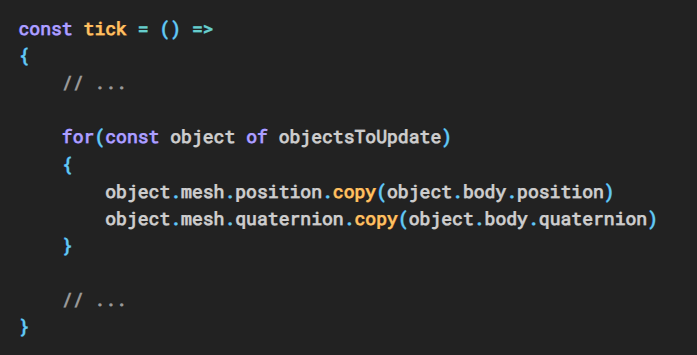 const tick = () =>
{
    // ...

    for(const object of objectsToUpdate)
    {
        object.mesh.position.copy(object.body.position)
        object.mesh.quaternion.copy(object.body.quaternion)
    }

    // ...
}